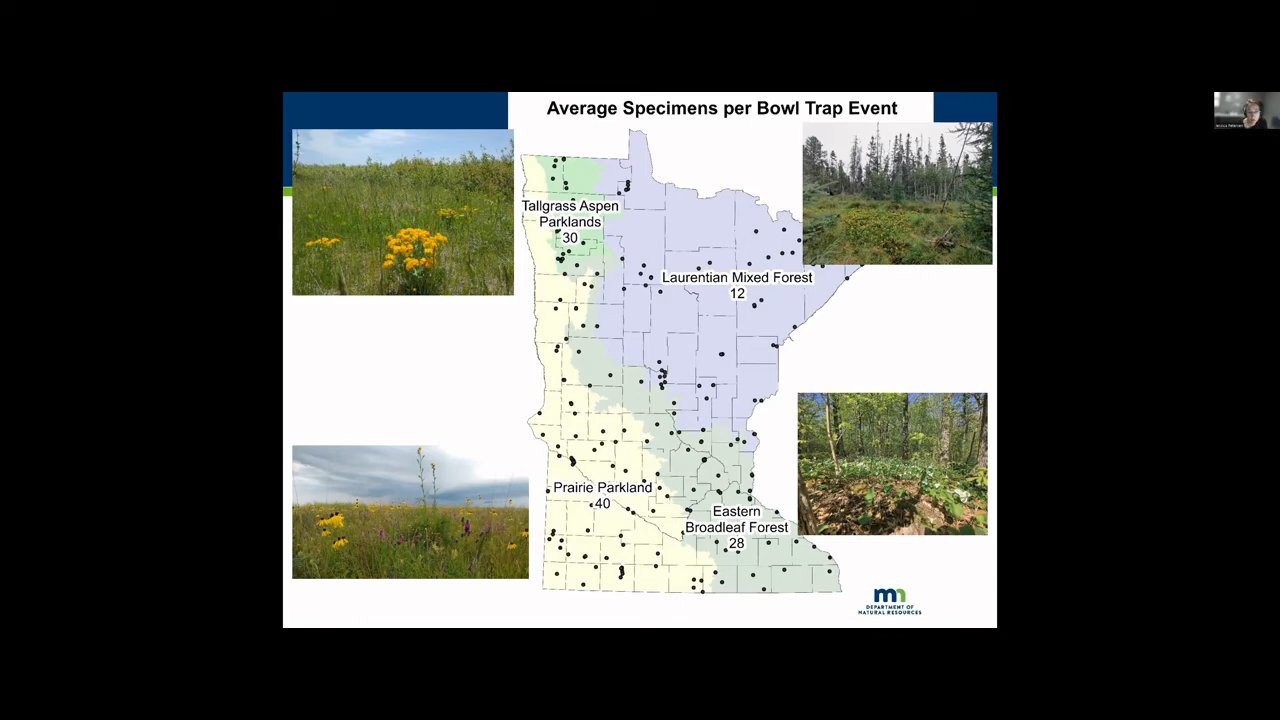 Average Specimens per Bowl Trap Event
Tallgrass Aspen
Parklands
30
Laurentian Mixed Forest
12
Prairie Parkland
40
Eastern
Broadleaf Forest
28
mn
DEPARTMENT OF
NATURAL RESOURCES